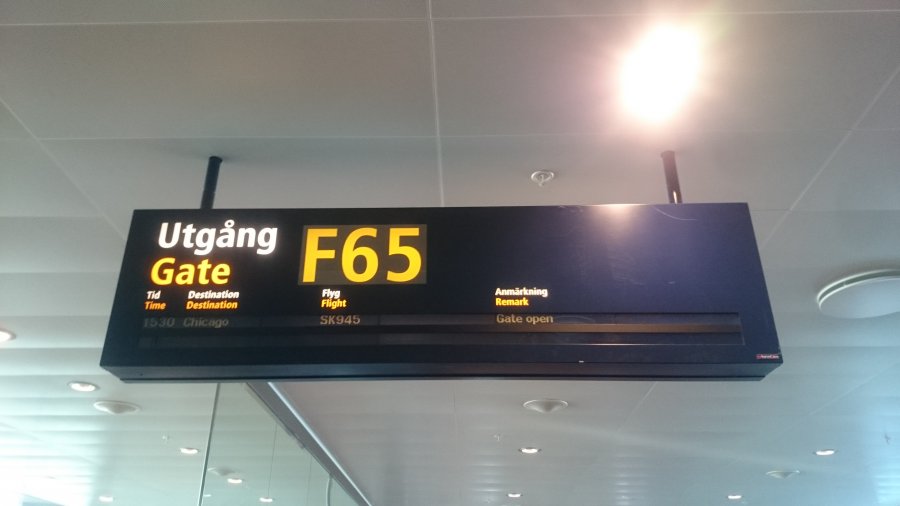 Utgång
Gate
F65
Tid Destination Flyg Anmärkning
Time Destination Flight Remark
1530 Chicago SK945 Gate open